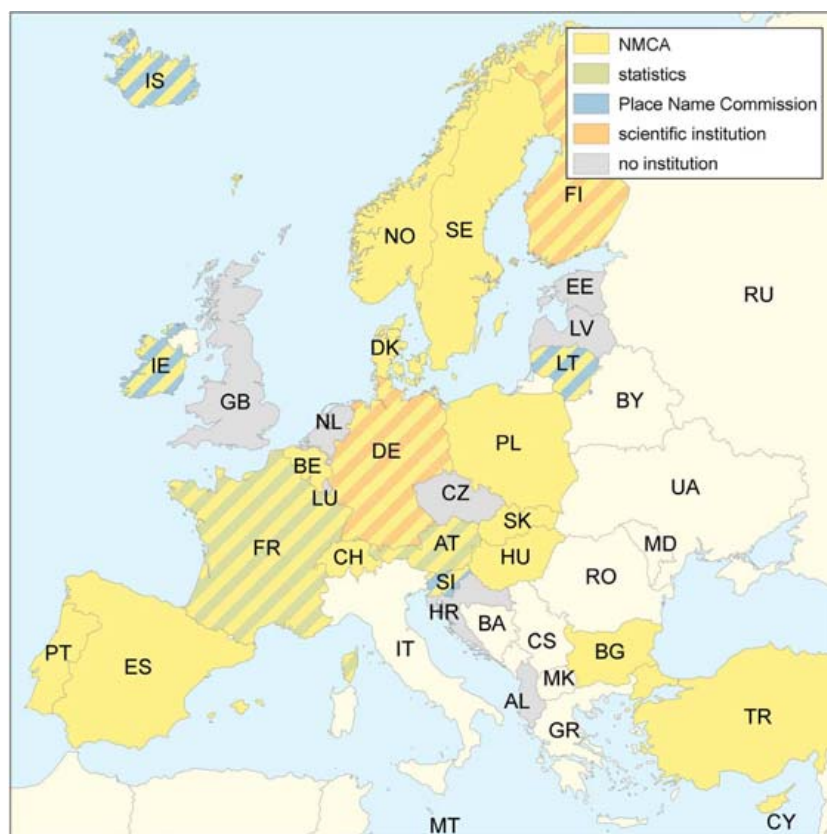 NMCA
statistics
Place Name Commission
scientific institution
no institution
IS
FI
NO
SE
EE
RU
LV
DK
LT
IE
BY
GB
NL
PL
DE
BE
CZ
UA
LU
SK
FR
AT
MD
CH
HU
SI
RO
HR
BA
IT
CS
BG
PT
ES
MK
AL
TR
GR
MT
CY